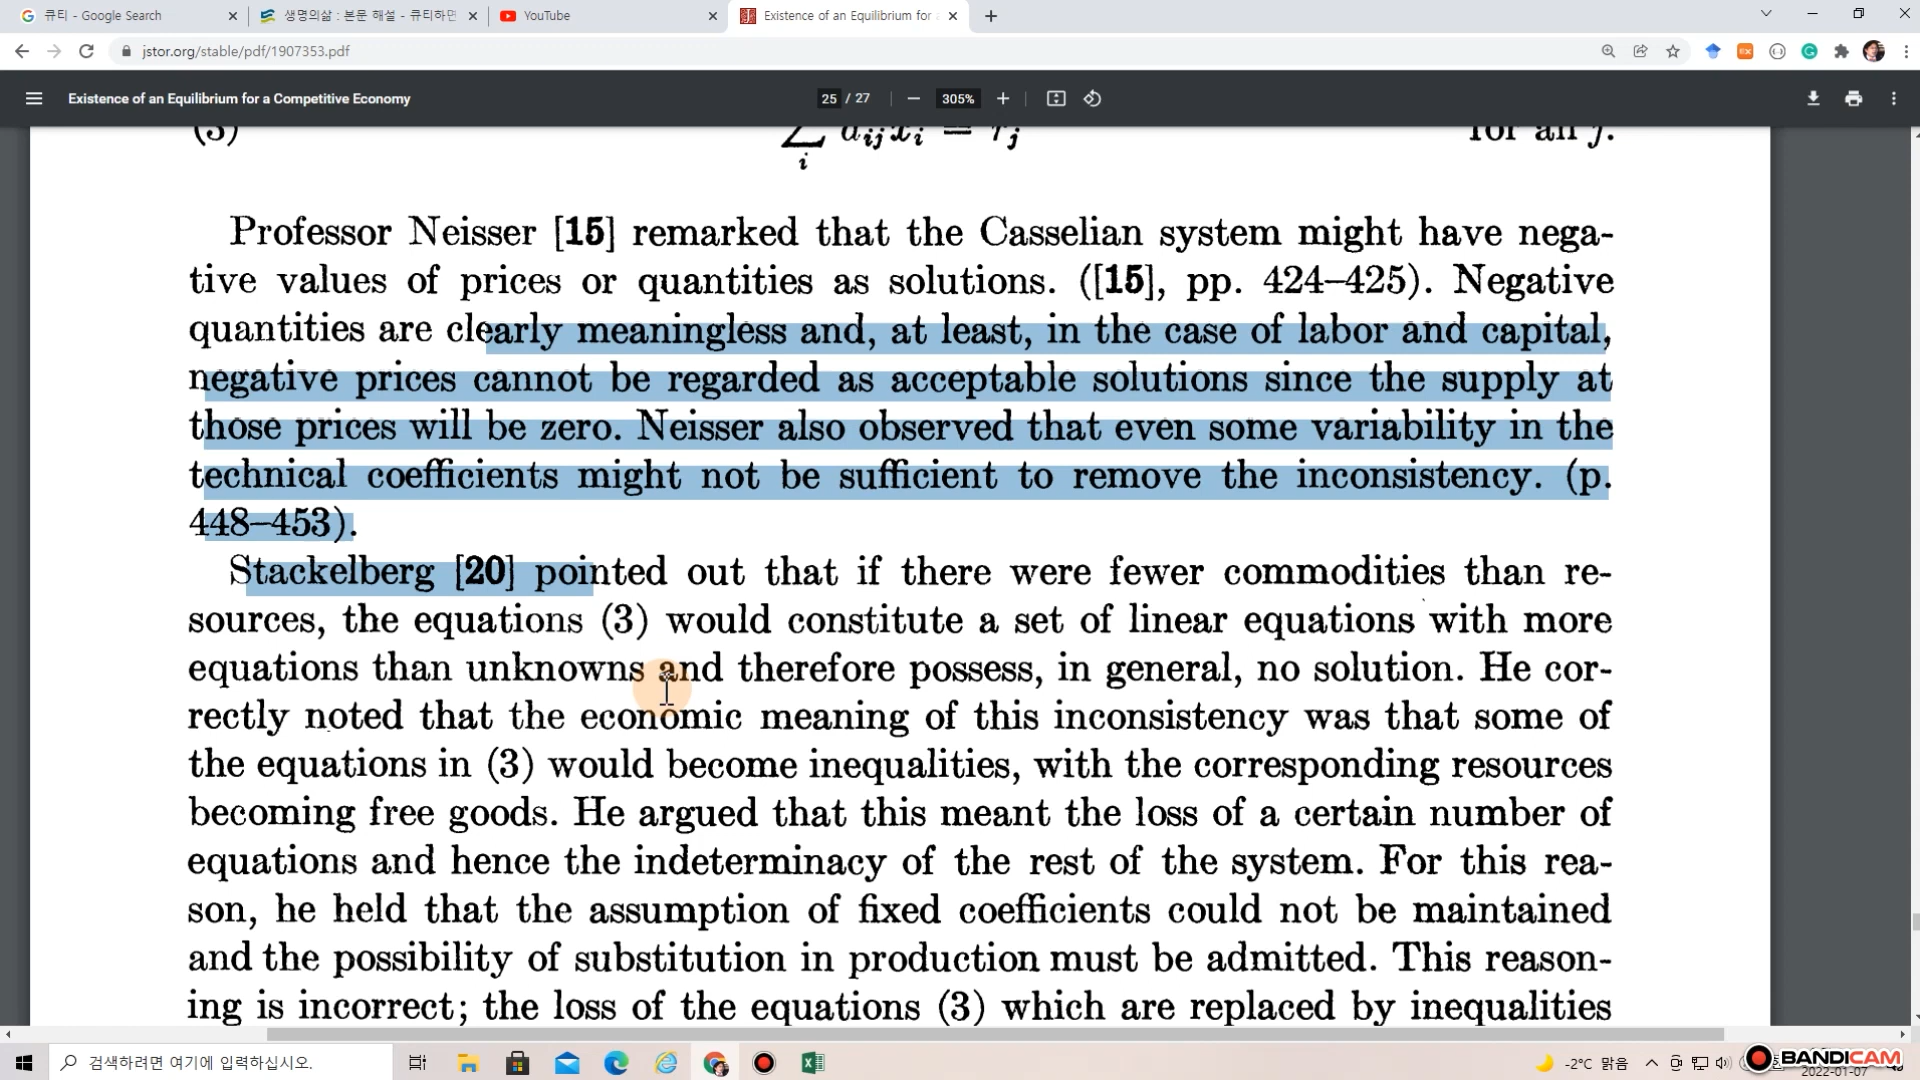 큐티 - Google Search
생명의삶 : 본문 해설 - 큐티하면
YouTube
Existence of an Equilibrium for a
jstor.org/stable/pdf/1907353.pdf
Existence of an Equilibrium for a Competitive Economy
25 / 27
305%
(3) ∑ aᵢⱼxᵢ = rⱼ for all j.
i
Professor Neisser [15] remarked that the Casselian system might have nega-
tive values of prices or quantities as solutions. ([15], pp. 424–425). Negative
quantities are clearly meaningless and, at least, in the case of labor and capital,
negative prices cannot be regarded as acceptable solutions since the supply at
those prices will be zero. Neisser also observed that even some variability in the
technical coefficients might not be sufficient to remove the inconsistency. (p.
448–453).
Stackelberg [20] pointed out that if there were fewer commodities than re-
sources, the equations (3) would constitute a set of linear equations with more
equations than unknowns and therefore possess, in general, no solution. He cor-
rectly noted that the economic meaning of this inconsistency was that some of
the equations in (3) would become inequalities, with the corresponding resources
becoming free goods. He argued that this meant the loss of a certain number of
equations and hence the indeterminacy of the rest of the system. For this rea-
son, he held that the assumption of fixed coefficients could not be maintained
and the possibility of substitution in production must be admitted. This reason-
ing is incorrect; the loss of the equations (3) which are replaced by inequalities
검색하려면 여기에 입력하십시오.
-2°C 맑음
BANDICAM
2022-01-07